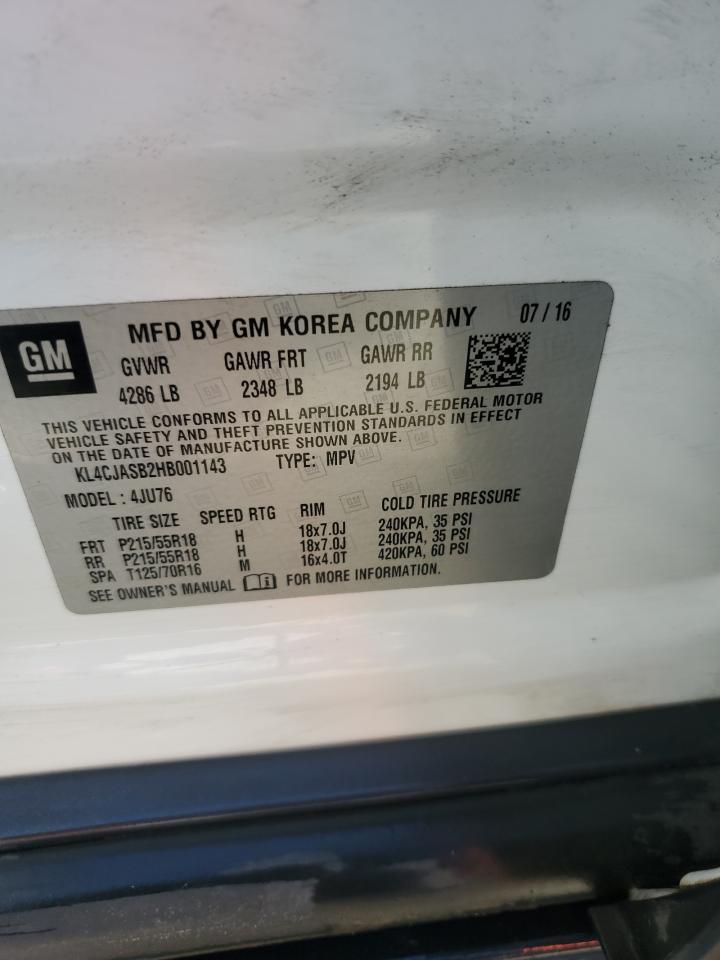 GM
MFD BY GM KOREA COMPANY 07 / 16
GVWR GAWR FRT GAWR RR
4286 LB 2348 LB 2194 LB
THIS VEHICLE CONFORMS TO ALL APPLICABLE U.S. FEDERAL MOTOR
VEHICLE SAFETY AND THEFT PREVENTION STANDARDS IN EFFECT
ON THE DATE OF MANUFACTURE SHOWN ABOVE.
KL4CJASB2HB001143 TYPE: MPV
MODEL : 4JU76
TIRE SIZE SPEED RTG RIM COLD TIRE PRESSURE
FRT P215/55R18 H 18x7.0J 240KPA, 35 PSI
RR P215/55R18 H 18x7.0J 240KPA, 35 PSI
SPA T125/70R16 M 16x4.0T 420KPA, 60 PSI
SEE OWNER'S MANUAL FOR MORE INFORMATION.